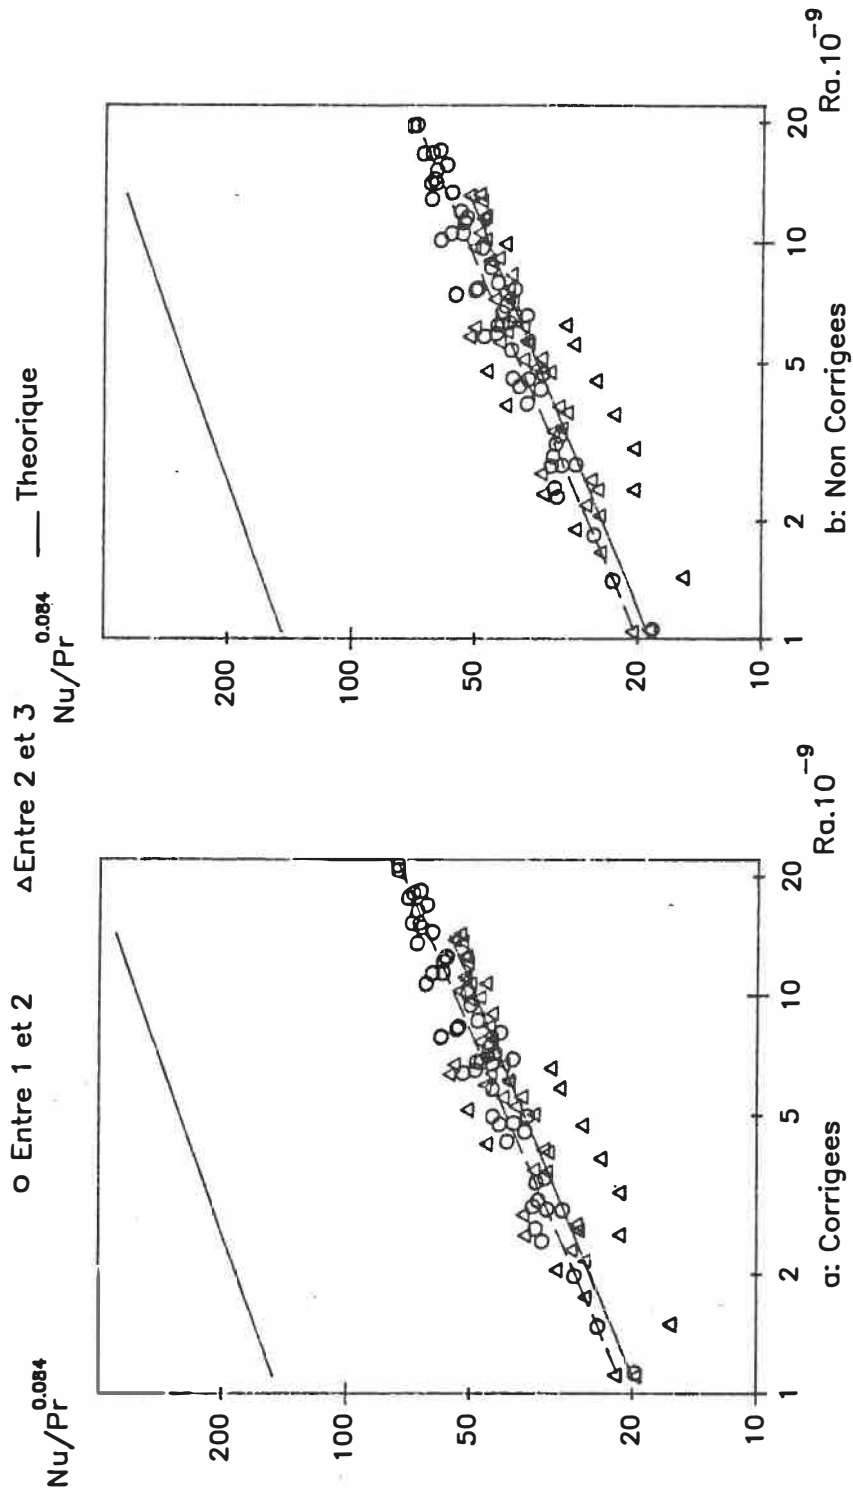 O Entre 1 et 2 △Entre 2 et 3 —— Theorique
Nu/Pr^0.084
200
100
50
20
10
1 2 5 10 20
Ra.10^-9
a: Corrigees
Nu/Pr^0.084
200
100
50
20
10
1 2 5 10 20
Ra.10^-9
b: Non Corrigees